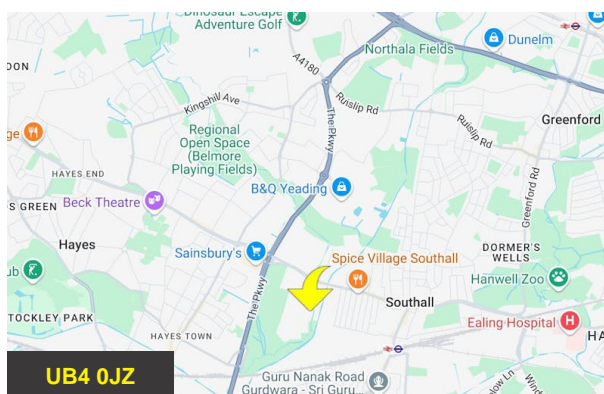 Dinosaur Escape
Adventure Golf
Dunelm
Northala Fields
A4180
DON
Kingshill Ave
Ruislip Rd
Ruislip Rd
Greenford
The Pkwy
Regional
Open Space
(Belmore
Playing Fields)
HAYES END
B&Q Yeading
Greenford Rd
Beck Theatre
S GREEN
Hayes
Sainsbury's
Spice Village Southall
DORMER'S
WELLS
Hanwell Zoo
The Pkwy
Southall
TOCKLEY PARK
HAYES TOWN
Ealing Hospital
HA
UB4 0JZ
Guru Nanak Road
Gurdwara - Sri Guru...